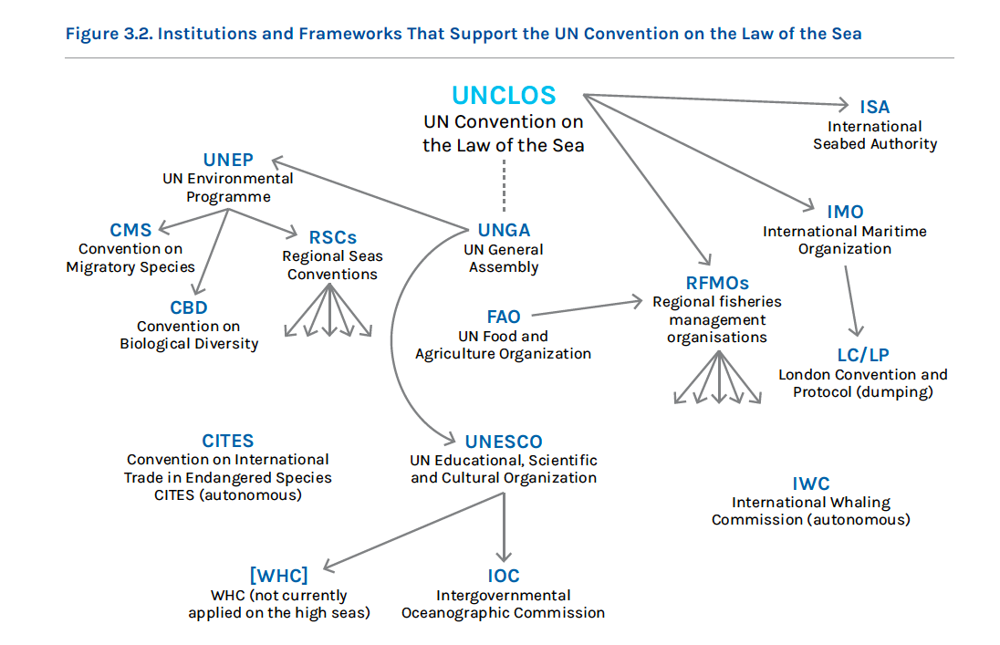 Figure 3.2. Institutions and Frameworks That Support the UN Convention on the Law of the Sea
UNCLOS
UN Convention on
the Law of the Sea
ISA
International
Seabed Authority
UNEP
UN Environmental
Programme
CMS
Convention on
Migratory Species
RSCs
Regional Seas
Conventions
UNGA
UN General
Assembly
IMO
International Maritime
Organization
CBD
Convention on
Biological Diversity
FAO
UN Food and
Agriculture Organization
RFMOs
Regional fisheries
management
organisations
LC/LP
London Convention and
Protocol (dumping)
CITES
Convention on International
Trade in Endangered Species
CITES (autonomous)
UNESCO
UN Educational, Scientific
and Cultural Organization
IWC
International Whaling
Commission (autonomous)
[WHC]
WHC (not currently
applied on the high seas)
IOC
Intergovernmental
Oceanographic Commission